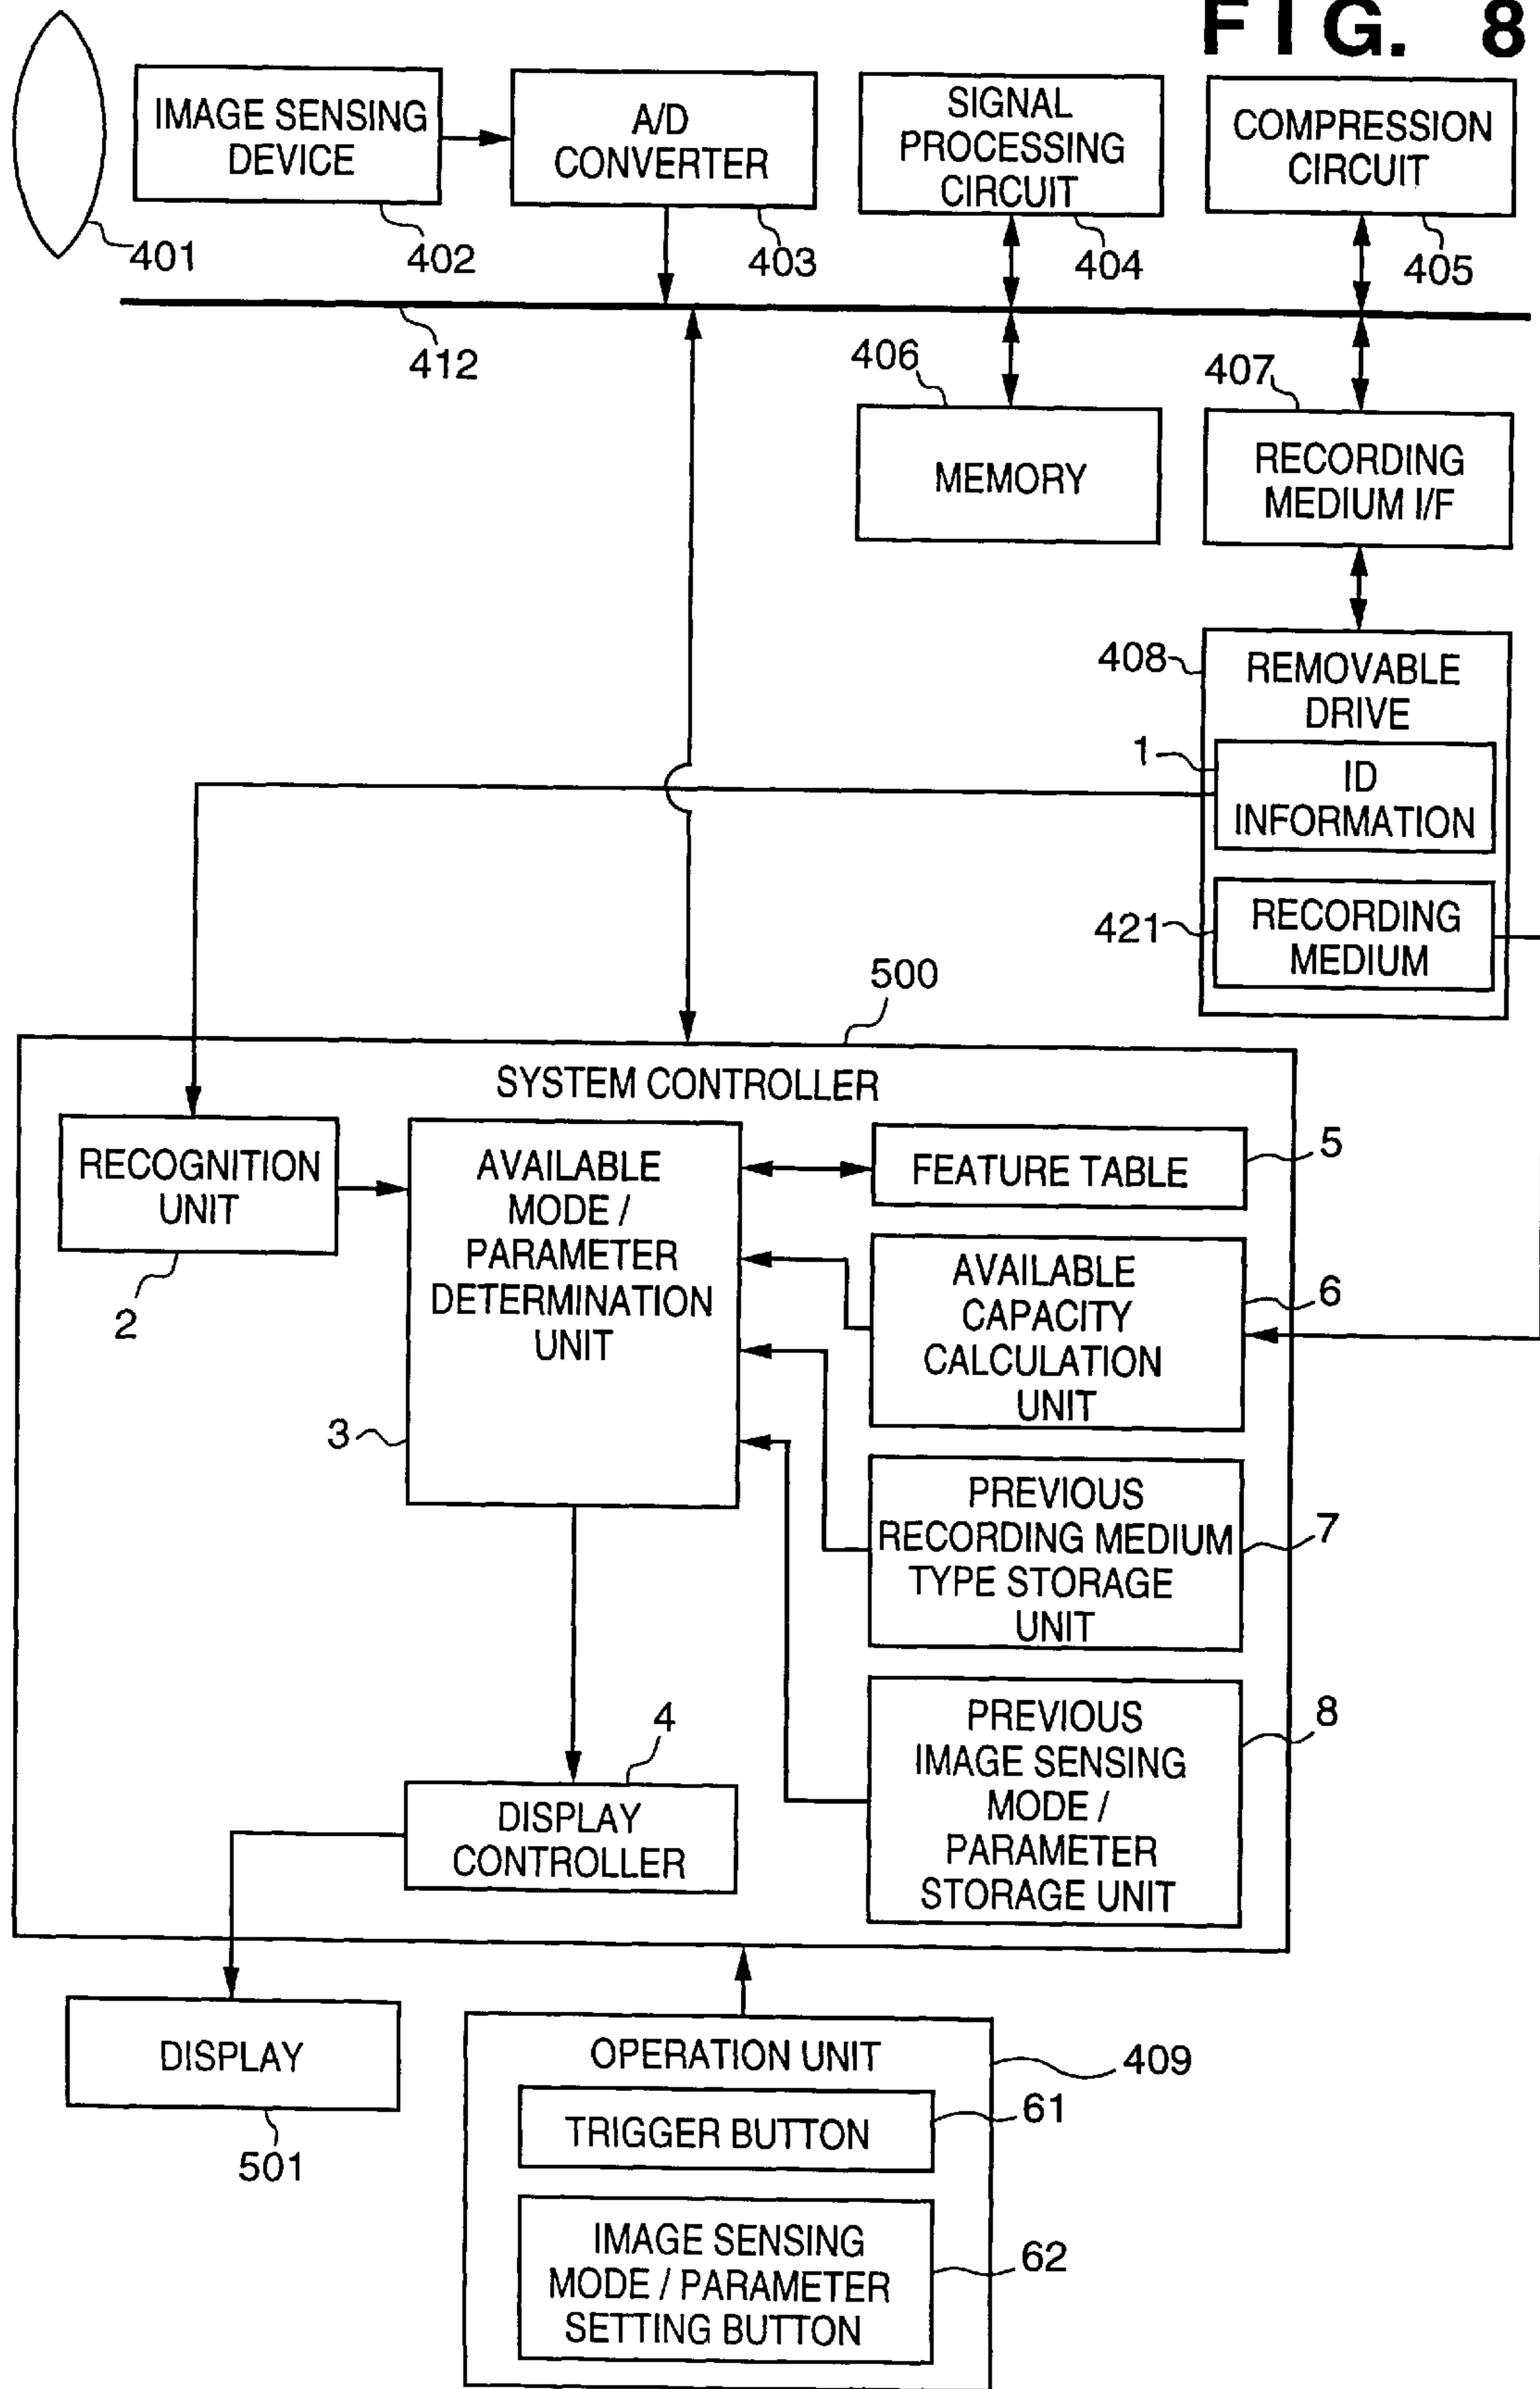 FIG. 8
IMAGE SENSING
DEVICE
A/D
CONVERTER
SIGNAL
PROCESSING
CIRCUIT
COMPRESSION
CIRCUIT
401
402
403
404
405
412
406
407
MEMORY
RECORDING
MEDIUM I/F
408
REMOVABLE
DRIVE
1
ID
INFORMATION
421
RECORDING
MEDIUM
500
SYSTEM CONTROLLER
RECOGNITION
UNIT
2
AVAILABLE
MODE /
PARAMETER
DETERMINATION
UNIT
3
FEATURE TABLE
5
AVAILABLE
CAPACITY
CALCULATION
UNIT
6
PREVIOUS
RECORDING MEDIUM
TYPE STORAGE
UNIT
7
PREVIOUS
IMAGE SENSING
MODE /
PARAMETER
STORAGE UNIT
8
4
DISPLAY
CONTROLLER
DISPLAY
501
OPERATION UNIT
409
TRIGGER BUTTON
61
IMAGE SENSING
MODE / PARAMETER
SETTING BUTTON
62